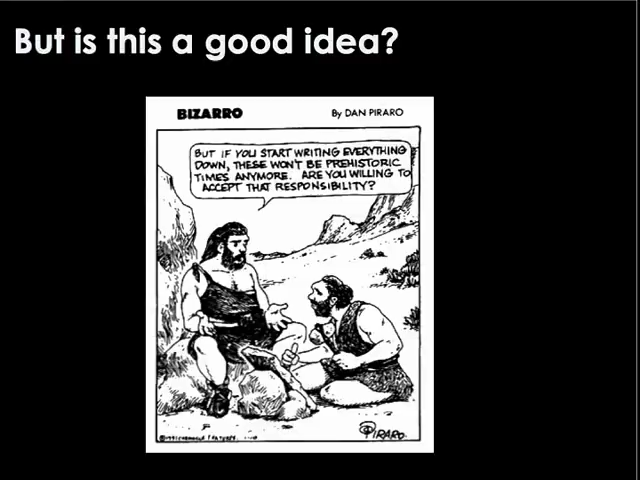 But is this a good idea?
BIZARRO By DAN PIRARO
BUT IF YOU START WRITING EVERYTHING
DOWN, THESE WON'T BE PREHISTORIC
TIMES ANYMORE. ARE YOU WILLING TO
ACCEPT THAT RESPONSIBILITY?
PIRARO